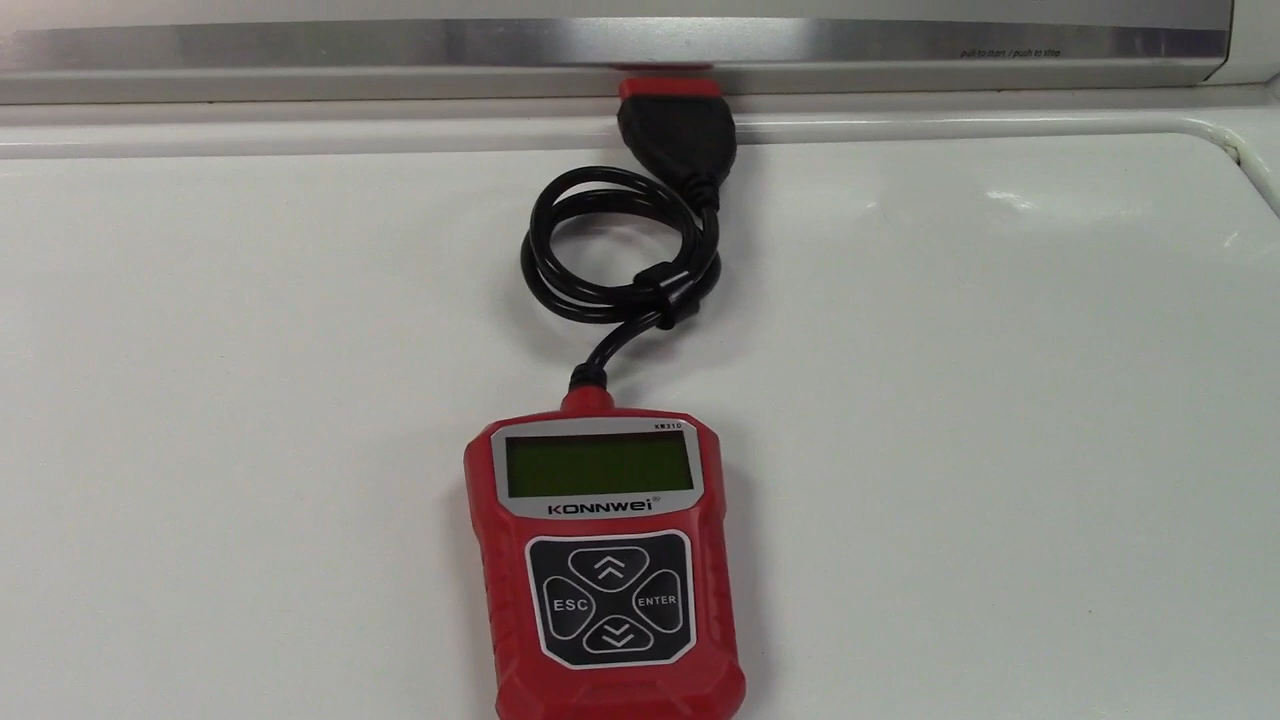 pull to start / push to stop
KW310
KONNWEI®
ESC
ENTER